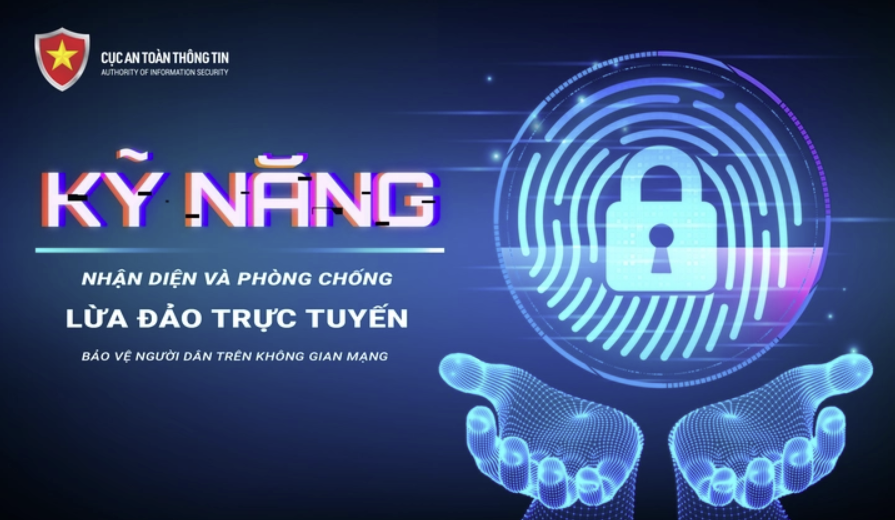 CỤC AN TOÀN THÔNG TIN
AUTHORITY OF INFORMATION SECURITY
KỸ NĂNG
NHẬN DIỆN VÀ PHÒNG CHỐNG
LỪA ĐẢO TRỰC TUYẾN
BẢO VỆ NGƯỜI DÂN TRÊN KHÔNG GIAN MẠNG